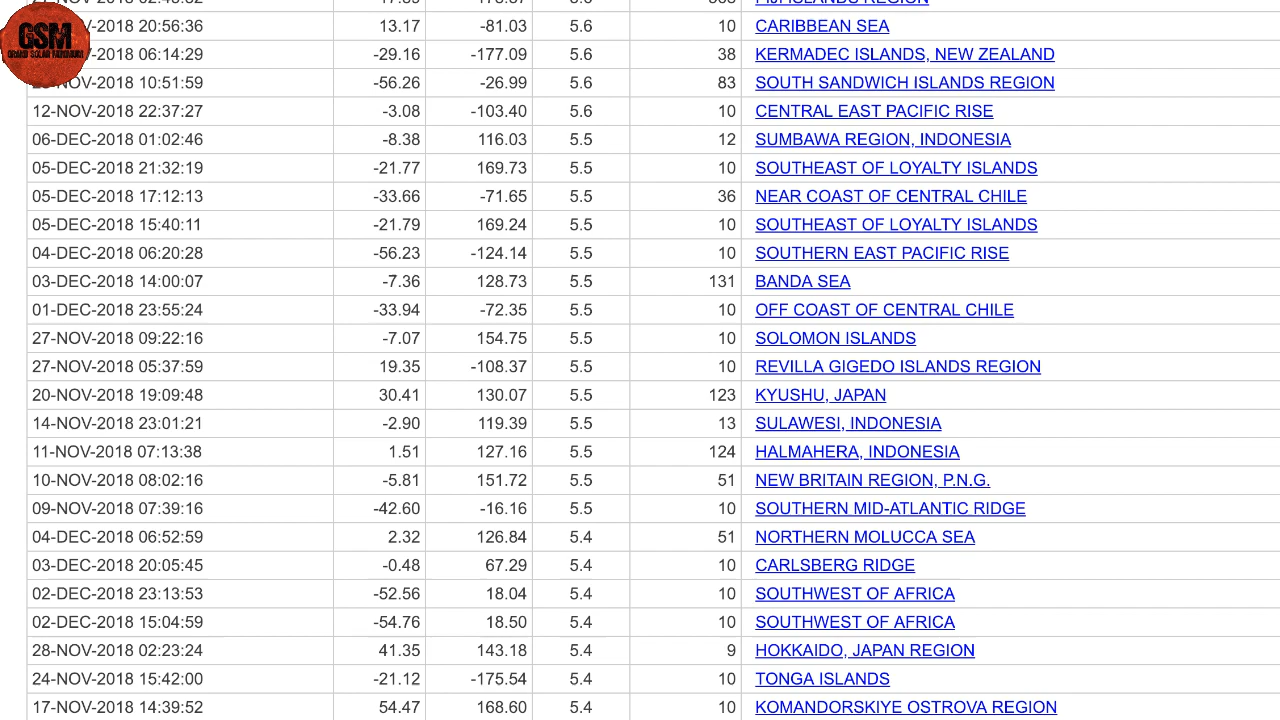 GSM
GRAND SOLAR MINIMUM
V-2018 20:56:36 13.17 -81.03 5.6 10 CARIBBEAN SEA
V-2018 06:14:29 -29.16 -177.09 5.6 38 KERMADEC ISLANDS, NEW ZEALAND
-NOV-2018 10:51:59 -56.26 -26.99 5.6 83 SOUTH SANDWICH ISLANDS REGION
12-NOV-2018 22:37:27 -3.08 -103.40 5.6 10 CENTRAL EAST PACIFIC RISE
06-DEC-2018 01:02:46 -8.38 116.03 5.5 12 SUMBAWA REGION, INDONESIA
05-DEC-2018 21:32:19 -21.77 169.73 5.5 10 SOUTHEAST OF LOYALTY ISLANDS
05-DEC-2018 17:12:13 -33.66 -71.65 5.5 36 NEAR COAST OF CENTRAL CHILE
05-DEC-2018 15:40:11 -21.79 169.24 5.5 10 SOUTHEAST OF LOYALTY ISLANDS
04-DEC-2018 06:20:28 -56.23 -124.14 5.5 10 SOUTHERN EAST PACIFIC RISE
03-DEC-2018 14:00:07 -7.36 128.73 5.5 131 BANDA SEA
01-DEC-2018 23:55:24 -33.94 -72.35 5.5 10 OFF COAST OF CENTRAL CHILE
27-NOV-2018 09:22:16 -7.07 154.75 5.5 10 SOLOMON ISLANDS
27-NOV-2018 05:37:59 19.35 -108.37 5.5 10 REVILLA GIGEDO ISLANDS REGION
20-NOV-2018 19:09:48 30.41 130.07 5.5 123 KYUSHU, JAPAN
14-NOV-2018 23:01:21 -2.90 119.39 5.5 13 SULAWESI, INDONESIA
11-NOV-2018 07:13:38 1.51 127.16 5.5 124 HALMAHERA, INDONESIA
10-NOV-2018 08:02:16 -5.81 151.72 5.5 51 NEW BRITAIN REGION, P.N.G.
09-NOV-2018 07:39:16 -42.60 -16.16 5.5 10 SOUTHERN MID-ATLANTIC RIDGE
04-DEC-2018 06:52:59 2.32 126.84 5.4 51 NORTHERN MOLUCCA SEA
03-DEC-2018 20:05:45 -0.48 67.29 5.4 10 CARLSBERG RIDGE
02-DEC-2018 23:13:53 -52.56 18.04 5.4 10 SOUTHWEST OF AFRICA
02-DEC-2018 15:04:59 -54.76 18.50 5.4 10 SOUTHWEST OF AFRICA
28-NOV-2018 02:23:24 41.35 143.18 5.4 9 HOKKAIDO, JAPAN REGION
24-NOV-2018 15:42:00 -21.12 -175.54 5.4 10 TONGA ISLANDS
17-NOV-2018 14:39:52 54.47 168.60 5.4 10 KOMANDORSKIYE OSTROVA REGION